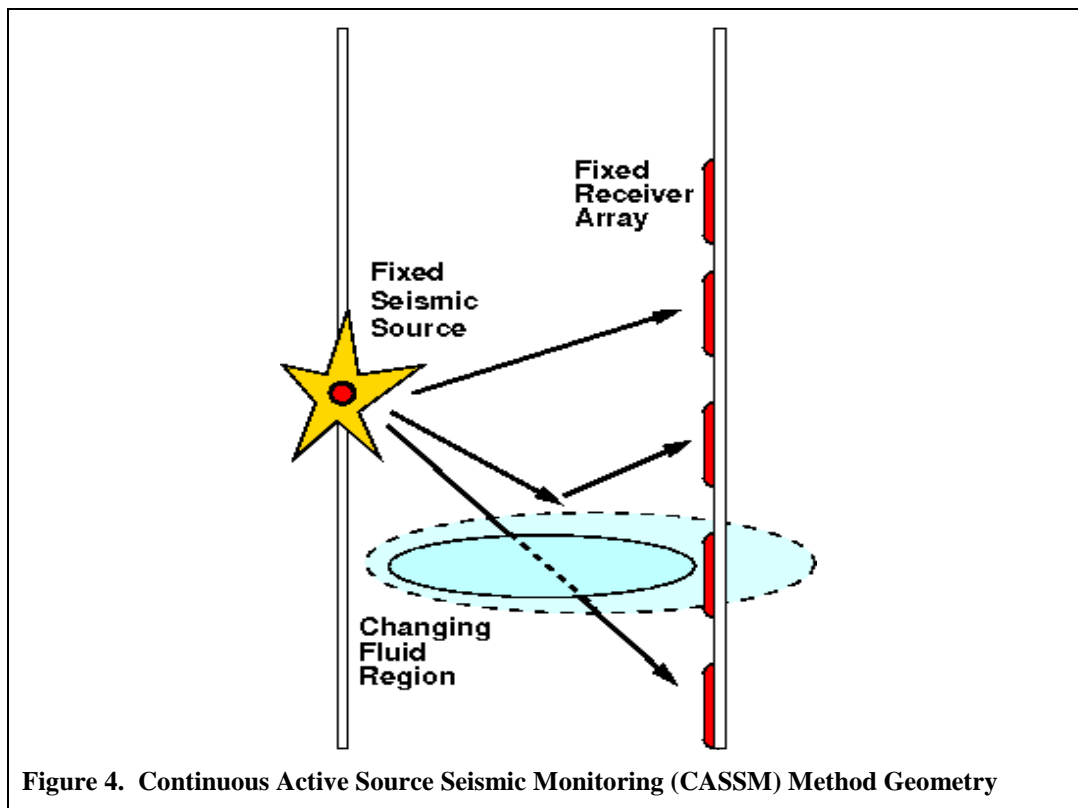 Fixed
Receiver
Array
Fixed
Seismic
Source
Changing
Fluid
Region
Figure 4. Continuous Active Source Seismic Monitoring (CASSM) Method Geometry